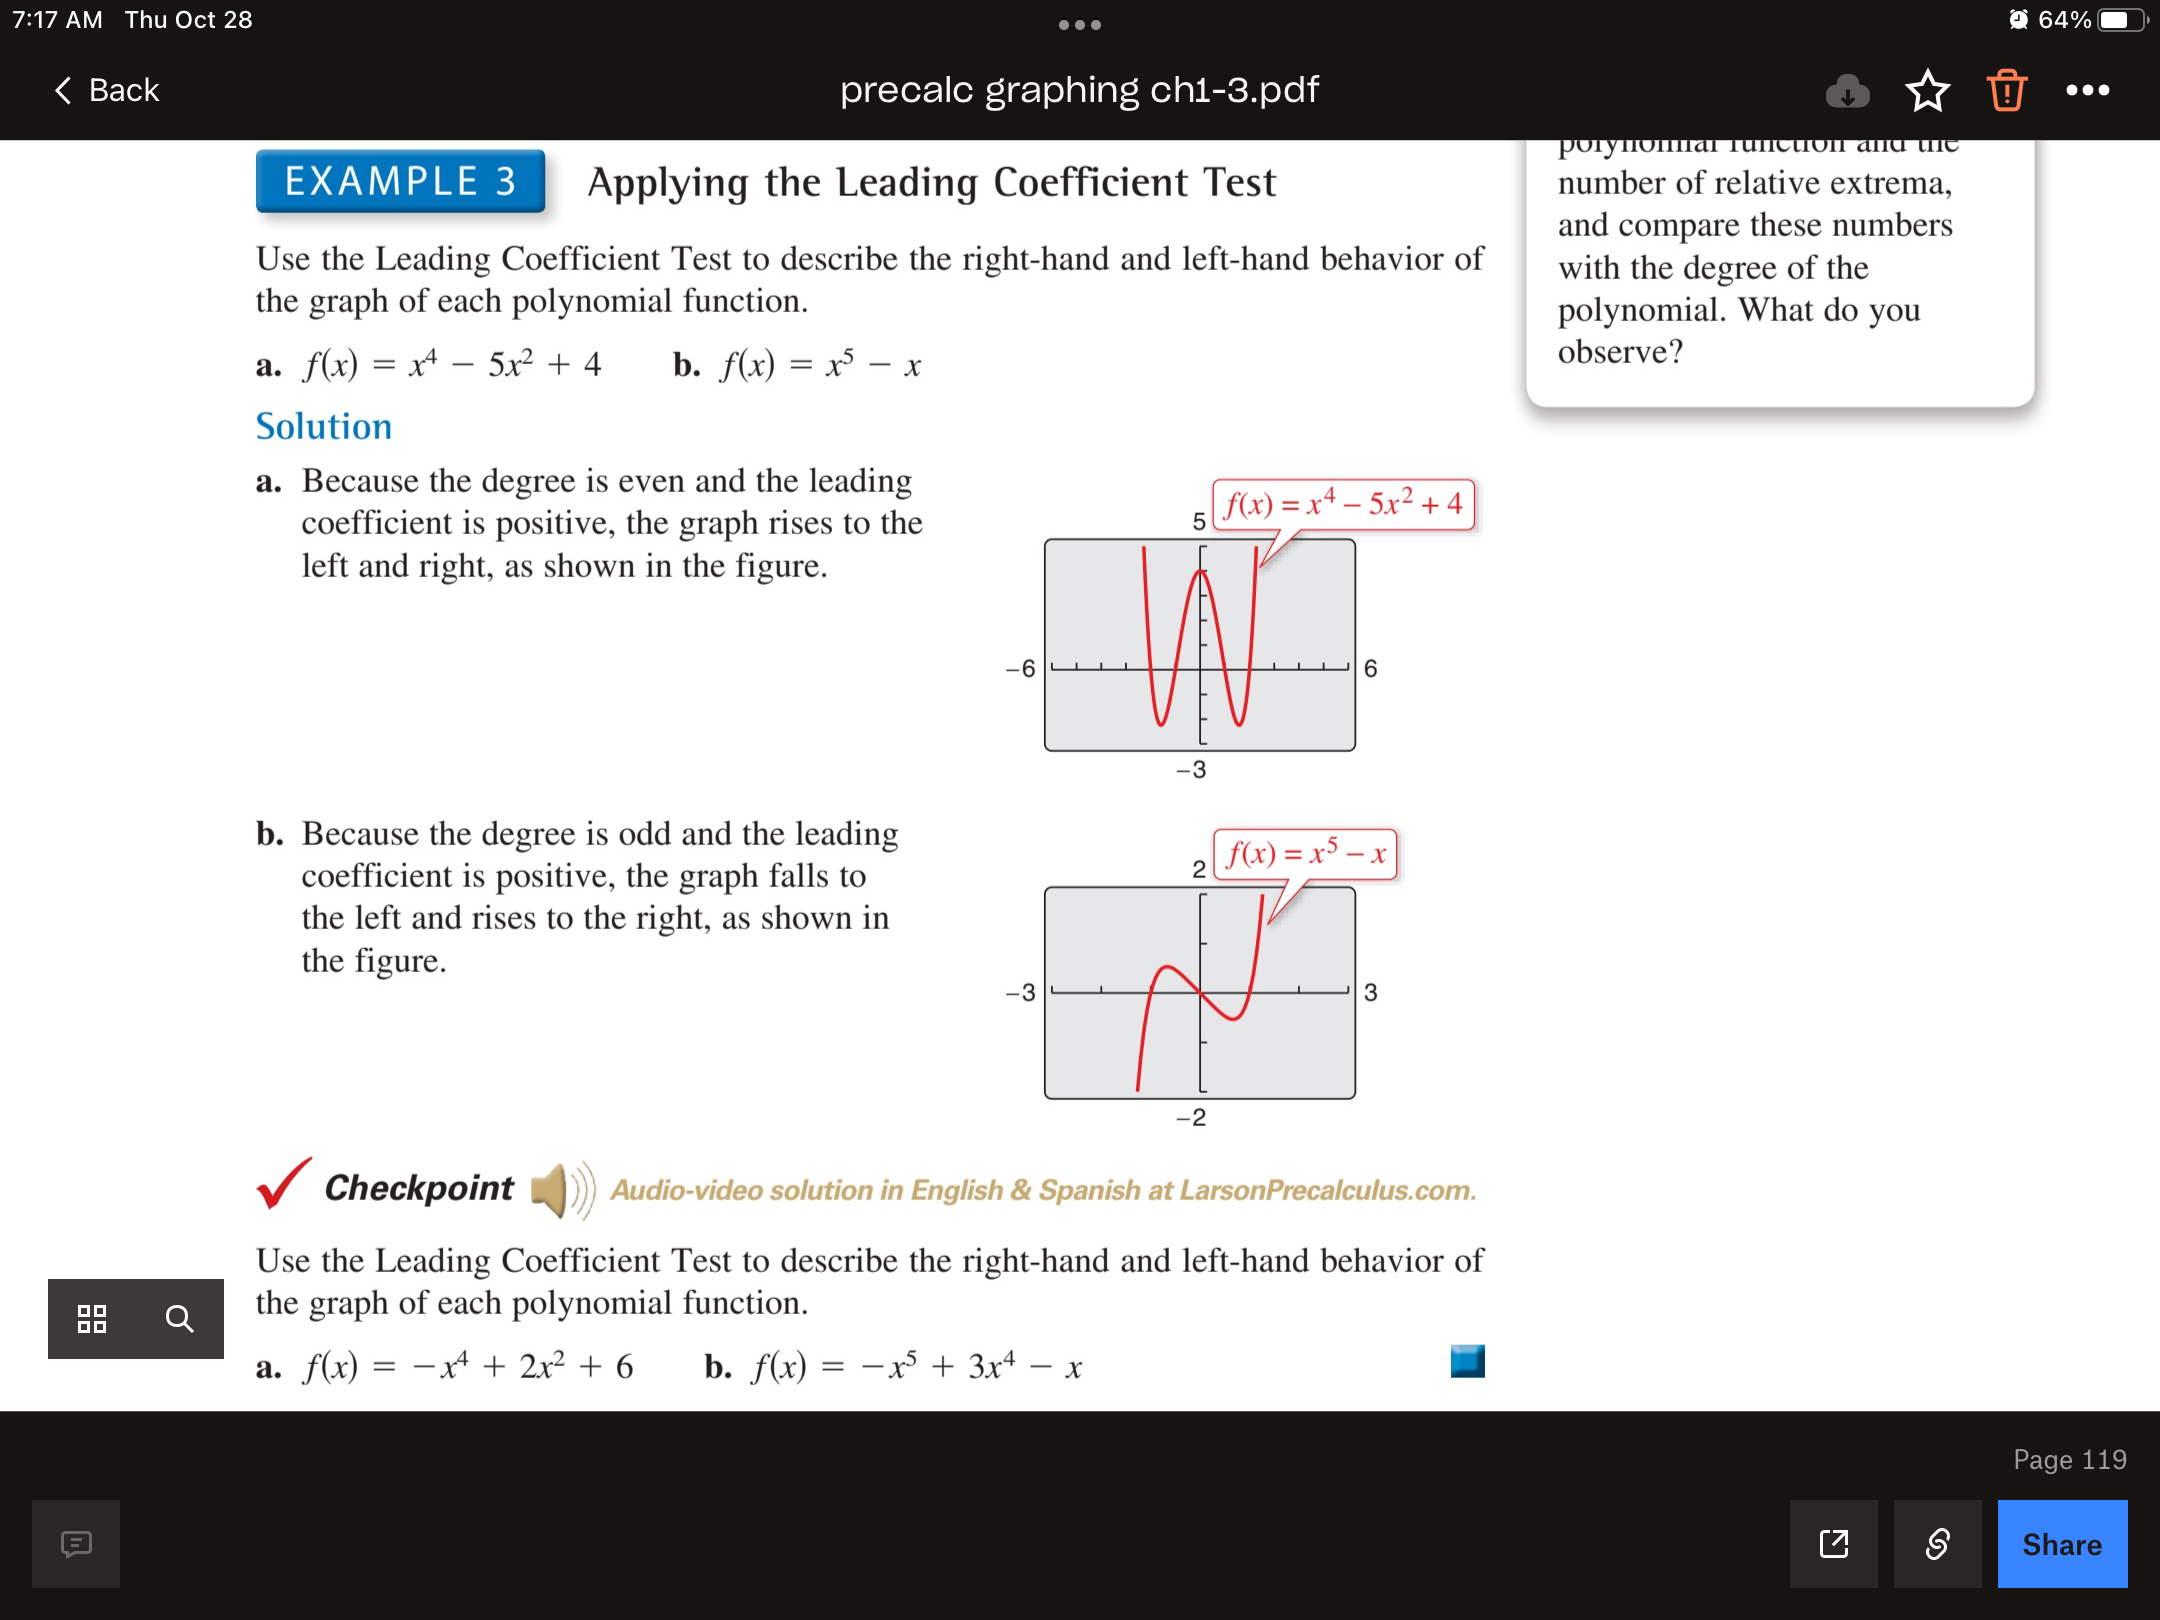 7:17 AM Thu Oct 28
64%
Back
precalc graphing ch1-3.pdf
EXAMPLE 3 Applying the Leading Coefficient Test
Use the Leading Coefficient Test to describe the right-hand and left-hand behavior of
the graph of each polynomial function.
a. f(x) = x⁴ − 5x² + 4 b. f(x) = x⁵ − x
Solution
a. Because the degree is even and the leading
coefficient is positive, the graph rises to the
left and right, as shown in the figure.
f(x) = x⁴ − 5x² + 4
5
−6
6
−3
b. Because the degree is odd and the leading
coefficient is positive, the graph falls to
the left and rises to the right, as shown in
the figure.
f(x) = x⁵ − x
2
−3
3
−2
Checkpoint Audio-video solution in English & Spanish at LarsonPrecalculus.com.
Use the Leading Coefficient Test to describe the right-hand and left-hand behavior of
the graph of each polynomial function.
a. f(x) = −x⁴ + 2x² + 6 b. f(x) = −x⁵ + 3x⁴ − x
polynomial function and the
number of relative extrema,
and compare these numbers
with the degree of the
polynomial. What do you
observe?
Page 119
Share